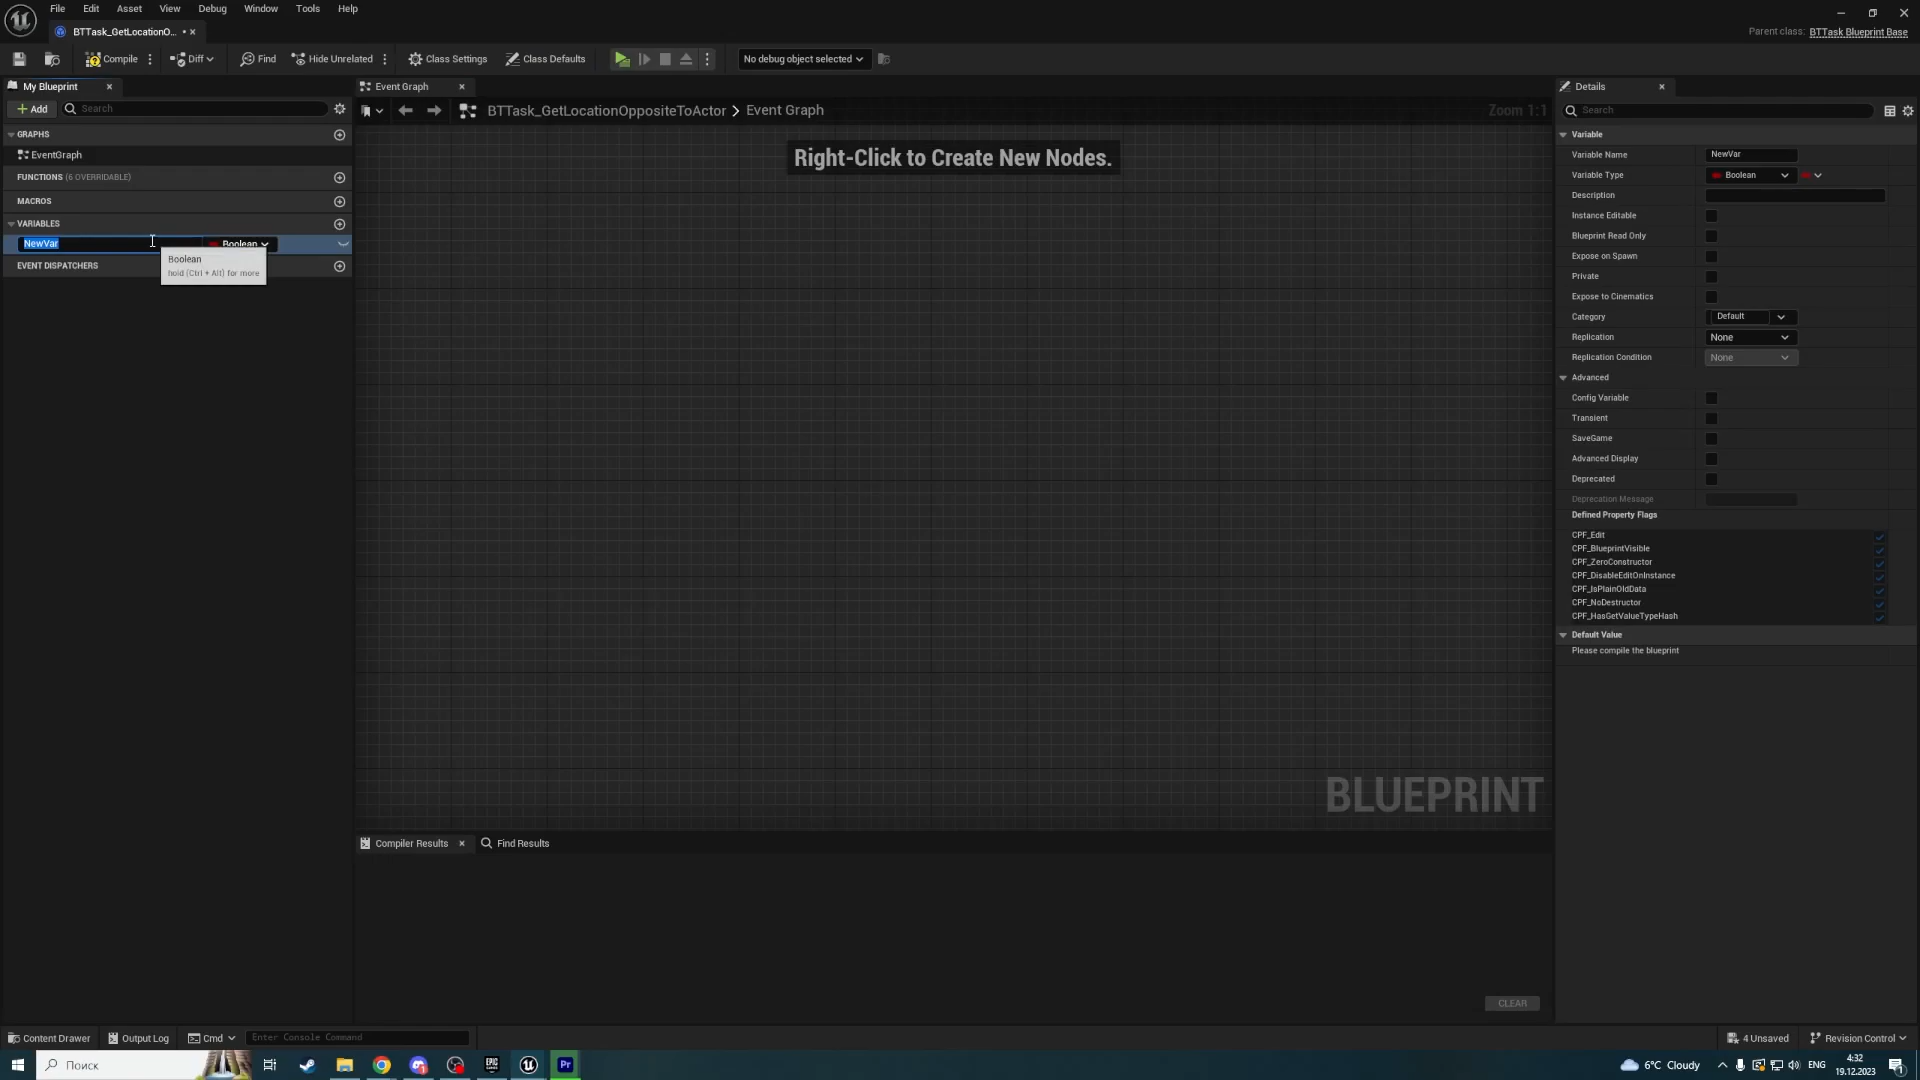 File Edit Asset View Debug Window Tools Help
BTTask_GetLocationO...
Parent class: BTTask Blueprint Base
Compile Diff Find Hide Unrelated Class Settings Class Defaults No debug object selected
My Blueprint
Event Graph
Details
Add Search
BTTask_GetLocationOppositeToActor > Event Graph
Zoom 1:1
Search
GRAPHS
EventGraph
FUNCTIONS (6 OVERRIDABLE)
MACROS
VARIABLES
NewVar Boolean
Boolean
hold (Ctrl + Alt) for more
EVENT DISPATCHERS
Right-Click to Create New Nodes.
BLUEPRINT
Compiler Results Find Results
CLEAR
Variable
Variable Name NewVar
Variable Type Boolean
Description
Instance Editable
Blueprint Read Only
Expose on Spawn
Private
Expose to Cinematics
Category Default
Replication None
Replication Condition None
Advanced
Config Variable
Transient
SaveGame
Advanced Display
Deprecated
Deprecation Message
Defined Property Flags
CPF_Edit
CPF_BlueprintVisible
CPF_ZeroConstructor
CPF_DisableEditOnInstance
CPF_IsPlainOldData
CPF_NoDestructor
CPF_HasGetValueTypeHash
Default Value
Please compile the blueprint
Content Drawer Output Log Cmd Enter Console Command
4 Unsaved Revision Control
Поиск
EPIC GAMES
Pr
6°C Cloudy
ENG
4:32
19.12.2023
1